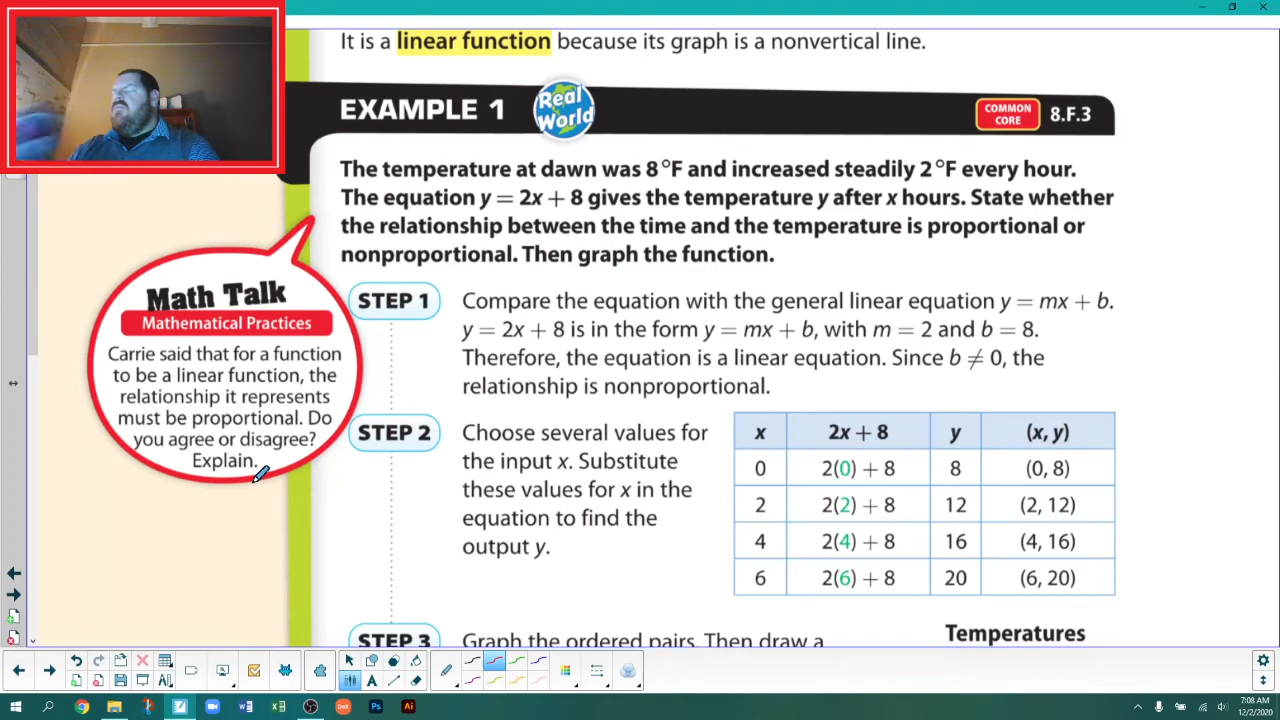 It is a linear function because its graph is a nonvertical line.
EXAMPLE 1
Real World
COMMON CORE
8.F.3
The temperature at dawn was 8 °F and increased steadily 2 °F every hour.
The equation y = 2x + 8 gives the temperature y after x hours. State whether
the relationship between the time and the temperature is proportional or
nonproportional. Then graph the function.
Math Talk
Mathematical Practices
Carrie said that for a function
to be a linear function, the
relationship it represents
must be proportional. Do
you agree or disagree?
Explain.
STEP 1
Compare the equation with the general linear equation y = mx + b.
y = 2x + 8 is in the form y = mx + b, with m = 2 and b = 8.
Therefore, the equation is a linear equation. Since b ≠ 0, the
relationship is nonproportional.
STEP 2
Choose several values for
the input x. Substitute
these values for x in the
equation to find the
output y.
x 2x + 8 y (x, y)
0 2(0) + 8 8 (0, 8)
2 2(2) + 8 12 (2, 12)
4 2(4) + 8 16 (4, 16)
6 2(6) + 8 20 (6, 20)
STEP 3
Graph the ordered pairs. Then draw a
Temperatures
7:08 AM
12/2/2020